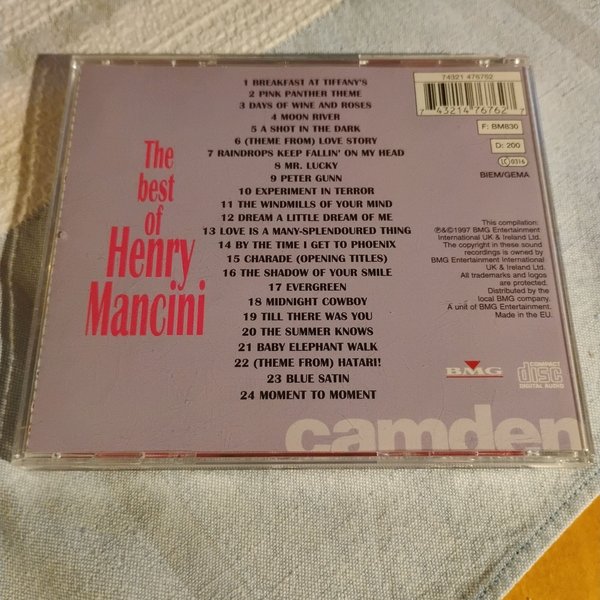 1 BREAKFAST AT TIFFANY'S
2 PINK PANTHER THEME
3 DAYS OF WINE AND ROSES
4 MOON RIVER
5 A SHOT IN THE DARK
6 (THEME FROM) LOVE STORY
7 RAINDROPS KEEP FALLIN' ON MY HEAD
8 MR. LUCKY
9 PETER GUNN
10 EXPERIMENT IN TERROR
11 THE WINDMILLS OF YOUR MIND
12 DREAM A LITTLE DREAM OF ME
13 LOVE IS A MANY-SPLENDOURED THING
14 BY THE TIME I GET TO PHOENIX
15 CHARADE (OPENING TITLES)
16 THE SHADOW OF YOUR SMILE
17 EVERGREEN
18 MIDNIGHT COWBOY
19 TILL THERE WAS YOU
20 THE SUMMER KNOWS
21 BABY ELEPHANT WALK
22 (THEME FROM) HATARI!
23 BLUE SATIN
24 MOMENT TO MOMENT
The
best
of
Henry
Mancini
74321 476762
7 43214 76762 7
F: BM830
D: 200
LC 0316
BIEM/GEMA
This compilation:
℗&©1997 BMG Entertainment
International UK & Ireland Ltd.
The copyright in these sound
recordings is owned by
BMG Entertainment International
UK & Ireland Ltd.
All trademarks and logos
are protected.
Distributed by the
local BMG company.
A unit of BMG Entertainment.
Made in the EU.
BMG
COMPACT
disc
DIGITAL AUDIO
camden